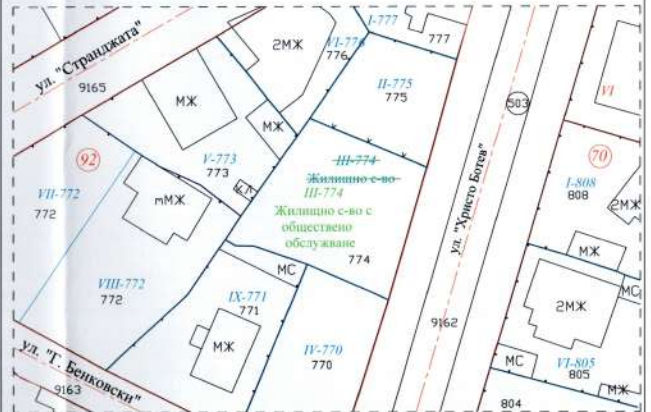 I-777
777
2МЖ
VI-776
776
ул. "Странджата"
9165
II-775
775
МЖ
МЖ
503
VI
92
V-773
773
III-774
Жилищно с-во
III-774
Жилищно с-во с
обществено
обслужване
774
70
I-808
808
2МЖ
VII-772
772
пМЖ
ул. "Христо Ботев"
МЖ
МС
VIII-772
772
МС
IX-771
771
МЖ
IV-770
770
9162
2МЖ
МС
VI-805
805
МЖ
804
ул. "Г. Бенковски"
9163